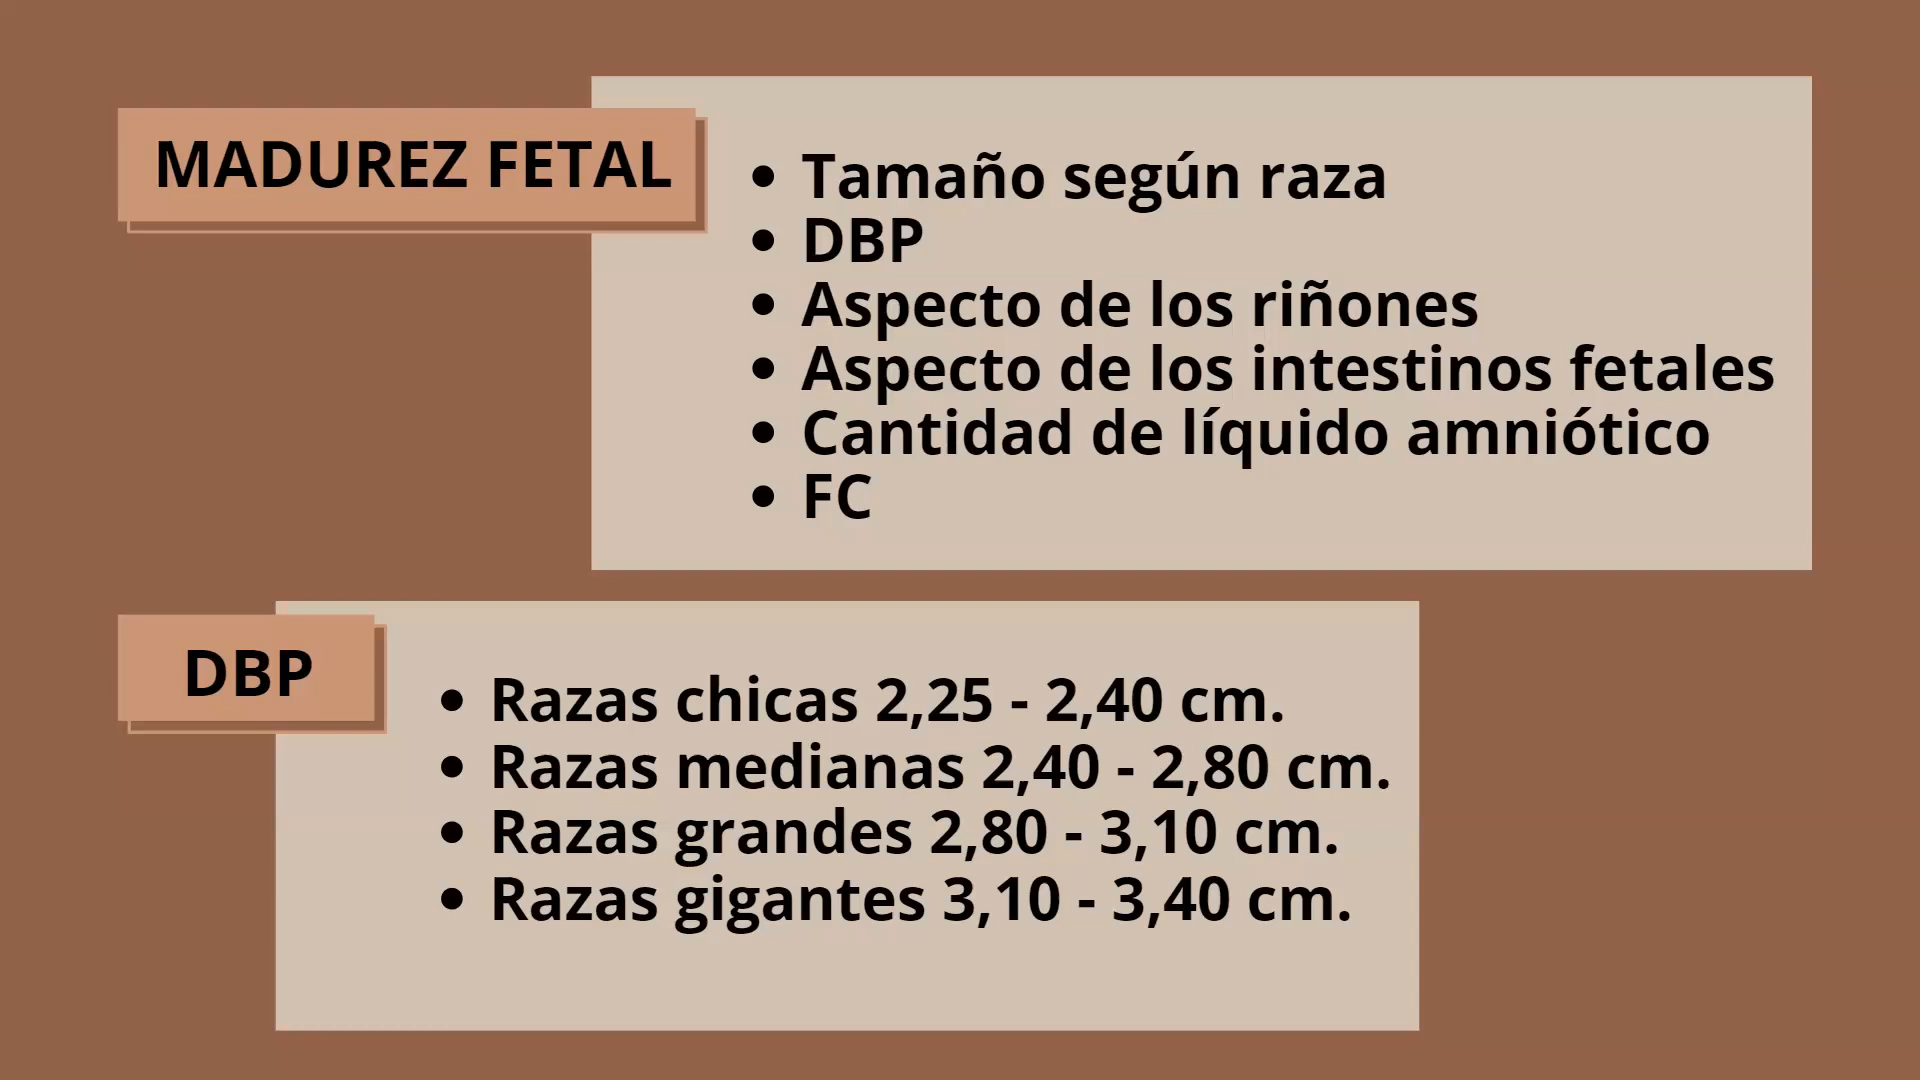 MADUREZ FETAL
• Tamaño según raza
• DBP
• Aspecto de los riñones
• Aspecto de los intestinos fetales
• Cantidad de líquido amniótico
• FC
DBP
• Razas chicas 2,25 - 2,40 cm.
• Razas medianas 2,40 - 2,80 cm.
• Razas grandes 2,80 - 3,10 cm.
• Razas gigantes 3,10 - 3,40 cm.